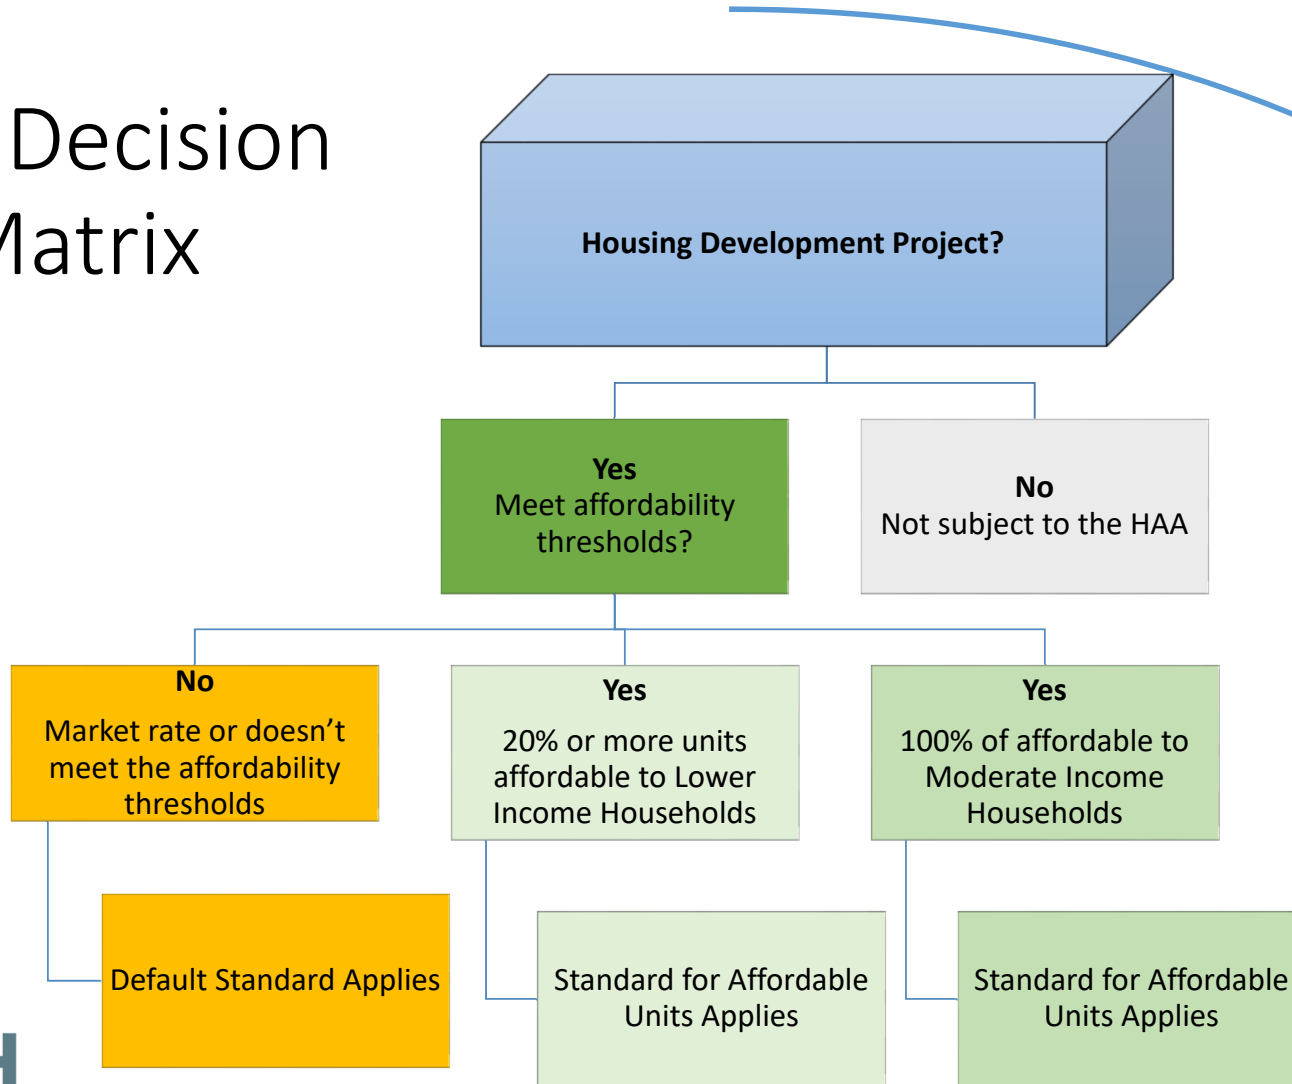 Decision
Matrix
Housing Development Project?
Yes
Meet affordability
thresholds?
No
Not subject to the HAA
No
Market rate or doesn’t
meet the affordability
thresholds
Yes
20% or more units
affordable to Lower
Income Households
Yes
100% of affordable to
Moderate Income
Households
Default Standard Applies
Standard for Affordable
Units Applies
Standard for Affordable
Units Applies